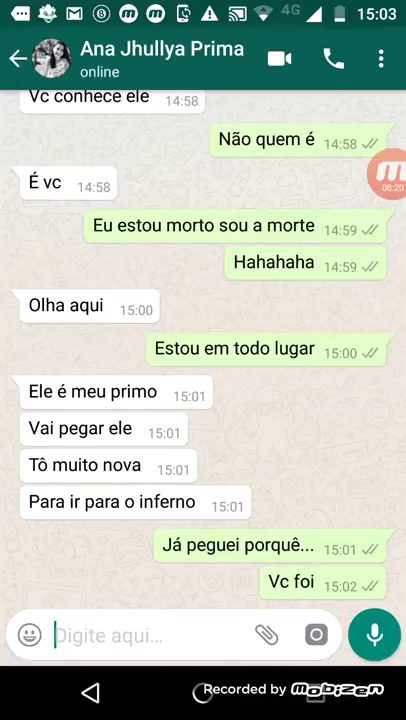 4G 15:03
Ana Jhullya Prima
online
Vc conhece ele 14:58
Não quem é 14:58
É vc 14:58
08:20
Eu estou morto sou a morte 14:59
Hahahaha 14:59
Olha aqui 15:00
Estou em todo lugar 15:00
Ele é meu primo 15:01
Vai pegar ele 15:01
Tô muito nova 15:01
Para ir para o inferno 15:01
Já peguei porquê... 15:01
Vc foi 15:02
Digite aqui...
Recorded by MOBIZEN